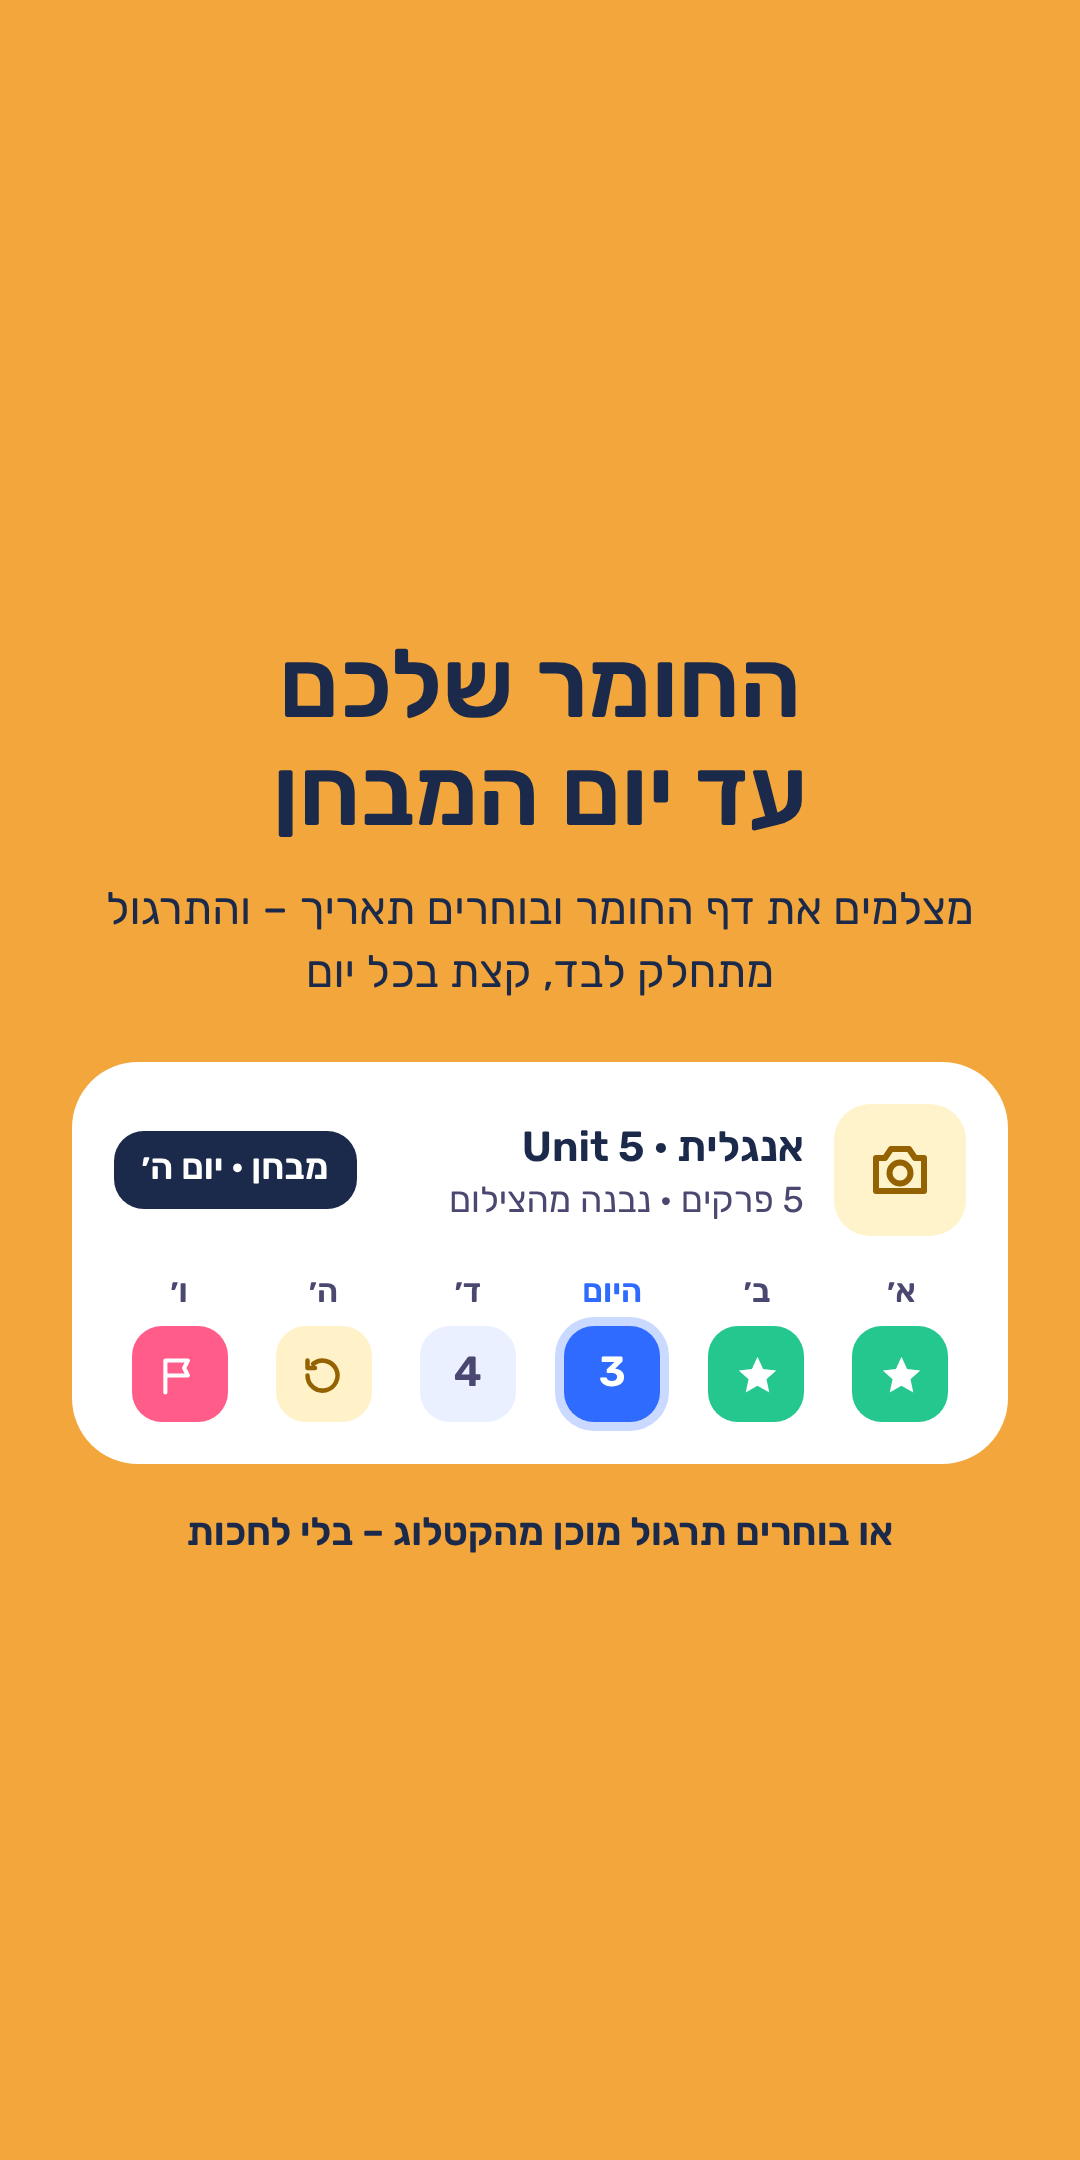 החומר שלכם
עד יום המבחן
מצלמים את דף החומר ובוחרים תאריך – והתרגול
מתחלק לבד, קצת בכל יום
אנגלית • Unit 5
5 פרקים • נבנה מהצילום
מבחן • יום ה׳
א׳ ב׳ היום ד׳ ה׳ ו׳
3 4
או בוחרים תרגול מוכן מהקטלוג – בלי לחכות